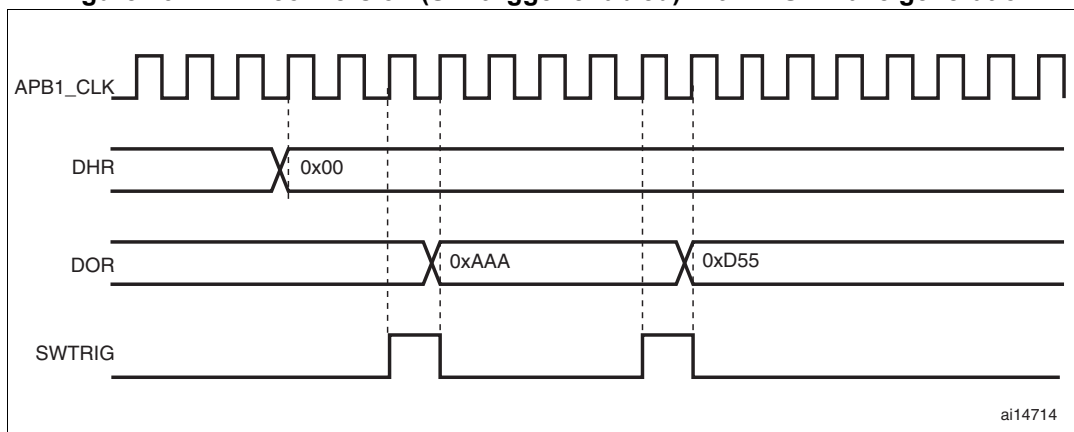 APB1_CLK
DHR
0x00
DOR
0xAAA
0xD55
SWTRIG
ai14714